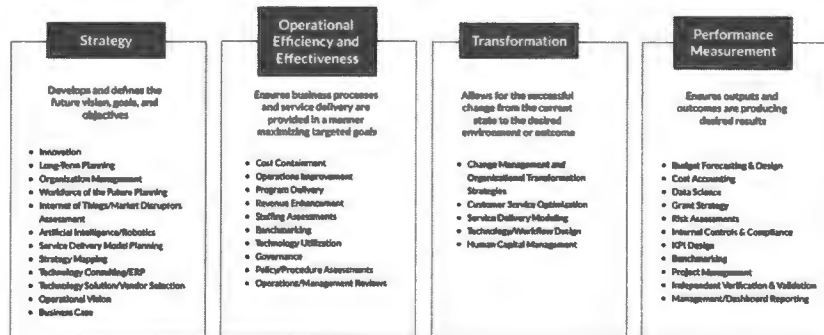 Strategy
Develops and defines the
future vision, goals, and
objectives
• Innovation
• Long-Term Planning
• Organization Management
• Workforce of the Future Planning
• Internet of Things/Market Disruptors
Assessment
• Artificial Intelligence/Robotics
• Service Delivery Model Planning
• Strategy Mapping
• Technology Consulting/ERP
• Technology Solution/Vendor Selection
• Operational Vision
• Business Case
Operational
Efficiency and
Effectiveness
Ensures business processes
and service delivery are
provided in a manner
maximizing targeted goals
• Cost Containment
• Operations Improvement
• Program Delivery
• Revenue Enhancement
• Staffing Assessments
• Benchmarking
• Technology Utilization
• Governance
• Policy/Procedure Assessments
• Operations/Management Reviews
Transformation
Allows for the successful
change from the current
state to the desired
environment or outcome
• Change Management and
Organizational Transformation
Strategies
• Customer Service Optimization
• Service Delivery Modeling
• Technology/Workflow Design
• Human Capital Management
Performance
Measurement
Ensures outputs and
outcomes are producing
desired results
• Budget Forecasting & Design
• Cost Accounting
• Data Science
• Grant Strategy
• Risk Assessments
• Internal Controls & Compliance
• KPI Design
• Benchmarking
• Project Management
• Independent Verification & Validation
• Management/Dashboard Reporting